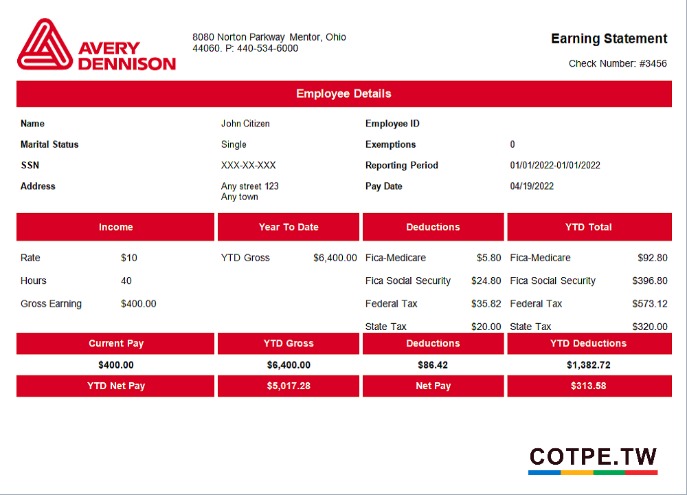 AVERY
DENNISON
8080 Norton Parkway Mentor, Ohio
44060. P: 440-534-6000
Earning Statement
Check Number: #3456
Employee Details
Name John Citizen Employee ID
Marital Status Single Exemptions 0
SSN XXX-XX-XXX Reporting Period 01/01/2022-01/01/2022
Address Any street 123 Pay Date 04/19/2022
Any town
Income Year To Date Deductions YTD Total
Rate $10 YTD Gross $6,400.00 Fica-Medicare $5.80 Fica-Medicare $92.80
Hours 40 Fica Social Security $24.80 Fica Social Security $396.80
Gross Earning $400.00 Federal Tax $35.82 Federal Tax $573.12
State Tax $20.00 State Tax $320.00
Current Pay YTD Gross Deductions YTD Deductions
$400.00 $6,400.00 $86.42 $1,382.72
YTD Net Pay $5,017.28 Net Pay $313.58
COTPE.TW